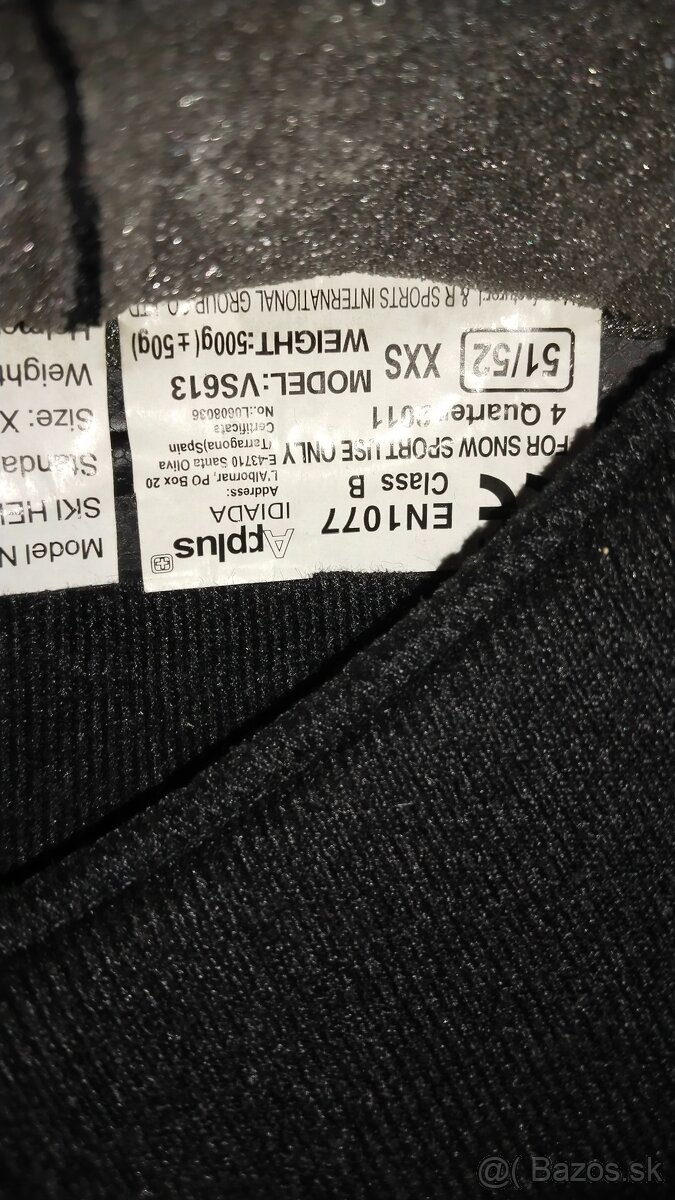 EN1077
Class B
FOR SNOW SPORT USE ONLY
4 Quarter 2011
51/52 XXS
Applus
IDIADA
Address:
L'Albornar, PO Box 20
E-43710 Santa Oliva
(Tarragona)Spain
Certificata
No.:L0608036
MODEL:VS613
WEIGHT:500g(±50g)
& R SPORTS INTERNATIONAL GROUP CO.,LTD
Model N
SKI HE
Standa
Size: X
Weight
@( Bazos.sk